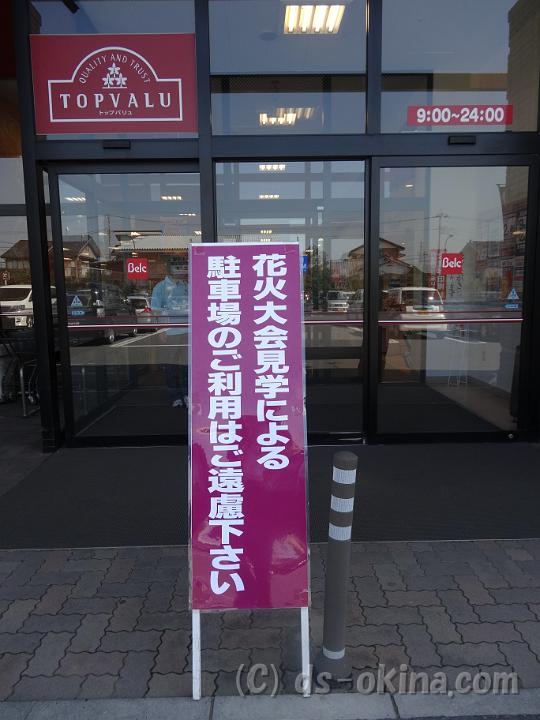 QUALITY AND TRUST
TOPVALU
トップバリュ
9:00~24:00
Belc
Belc
花火大会見学による
駐車場のご利用はご遠慮下さい
(C) ds-okina.com